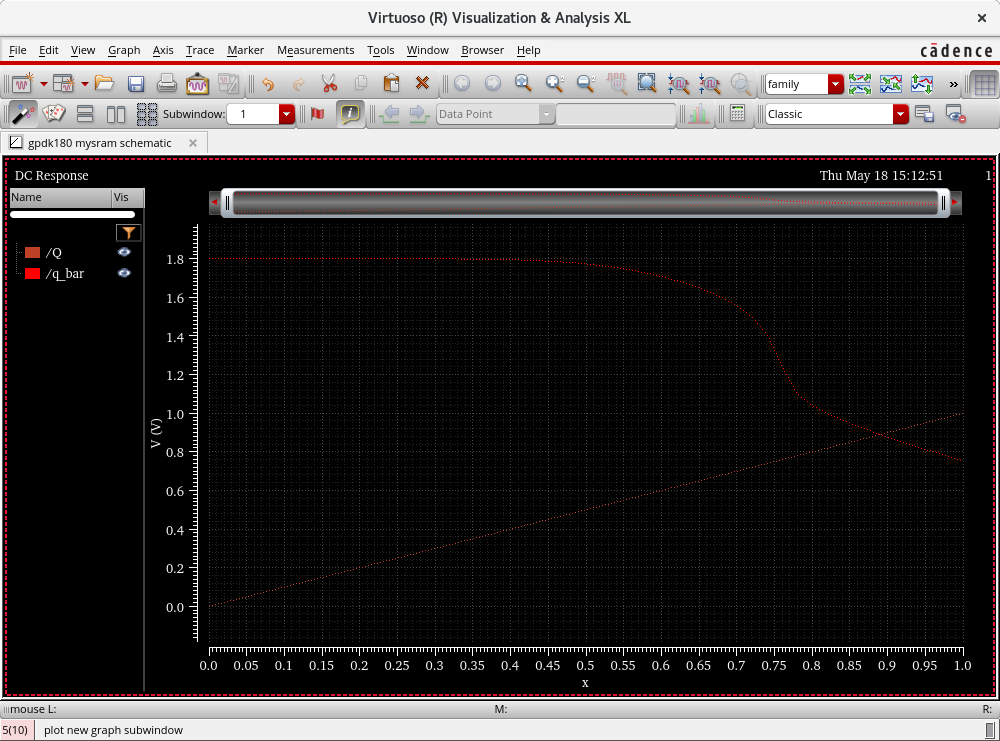 Virtuoso (R) Visualization & Analysis XL
×
File Edit View Graph Axis Trace Marker Measurements Tools Window Browser Help
cādence
family
»
Subwindow: 1
Data Point
Classic
gpdk180 mysram schematic
DC Response
Thu May 18 15:12:51 1
Name Vis
/Q
/q_bar
V (V)
1.8
1.6
1.4
1.2
1.0
0.8
0.6
0.4
0.2
0.0
0.0 0.05 0.1 0.15 0.2 0.25 0.3 0.35 0.4 0.45 0.5 0.55 0.6 0.65 0.7 0.75 0.8 0.85 0.9 0.95 1.0
x
mouse L: M: R:
5(10) plot new graph subwindow